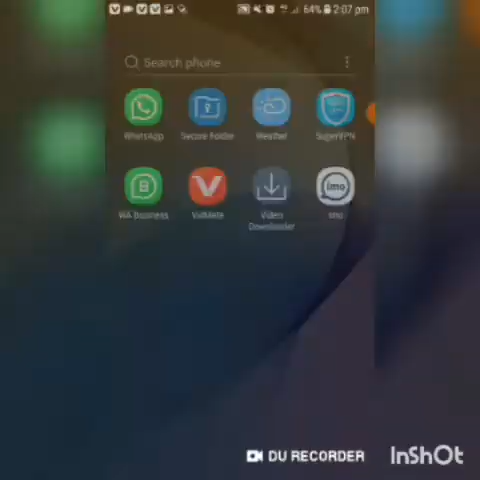 64% 2:07 pm
Search phone
WhatsApp Secure Folder Weather SuperVPN
WA Business VidMate Video Downloader imo
DU RECORDER InShOt